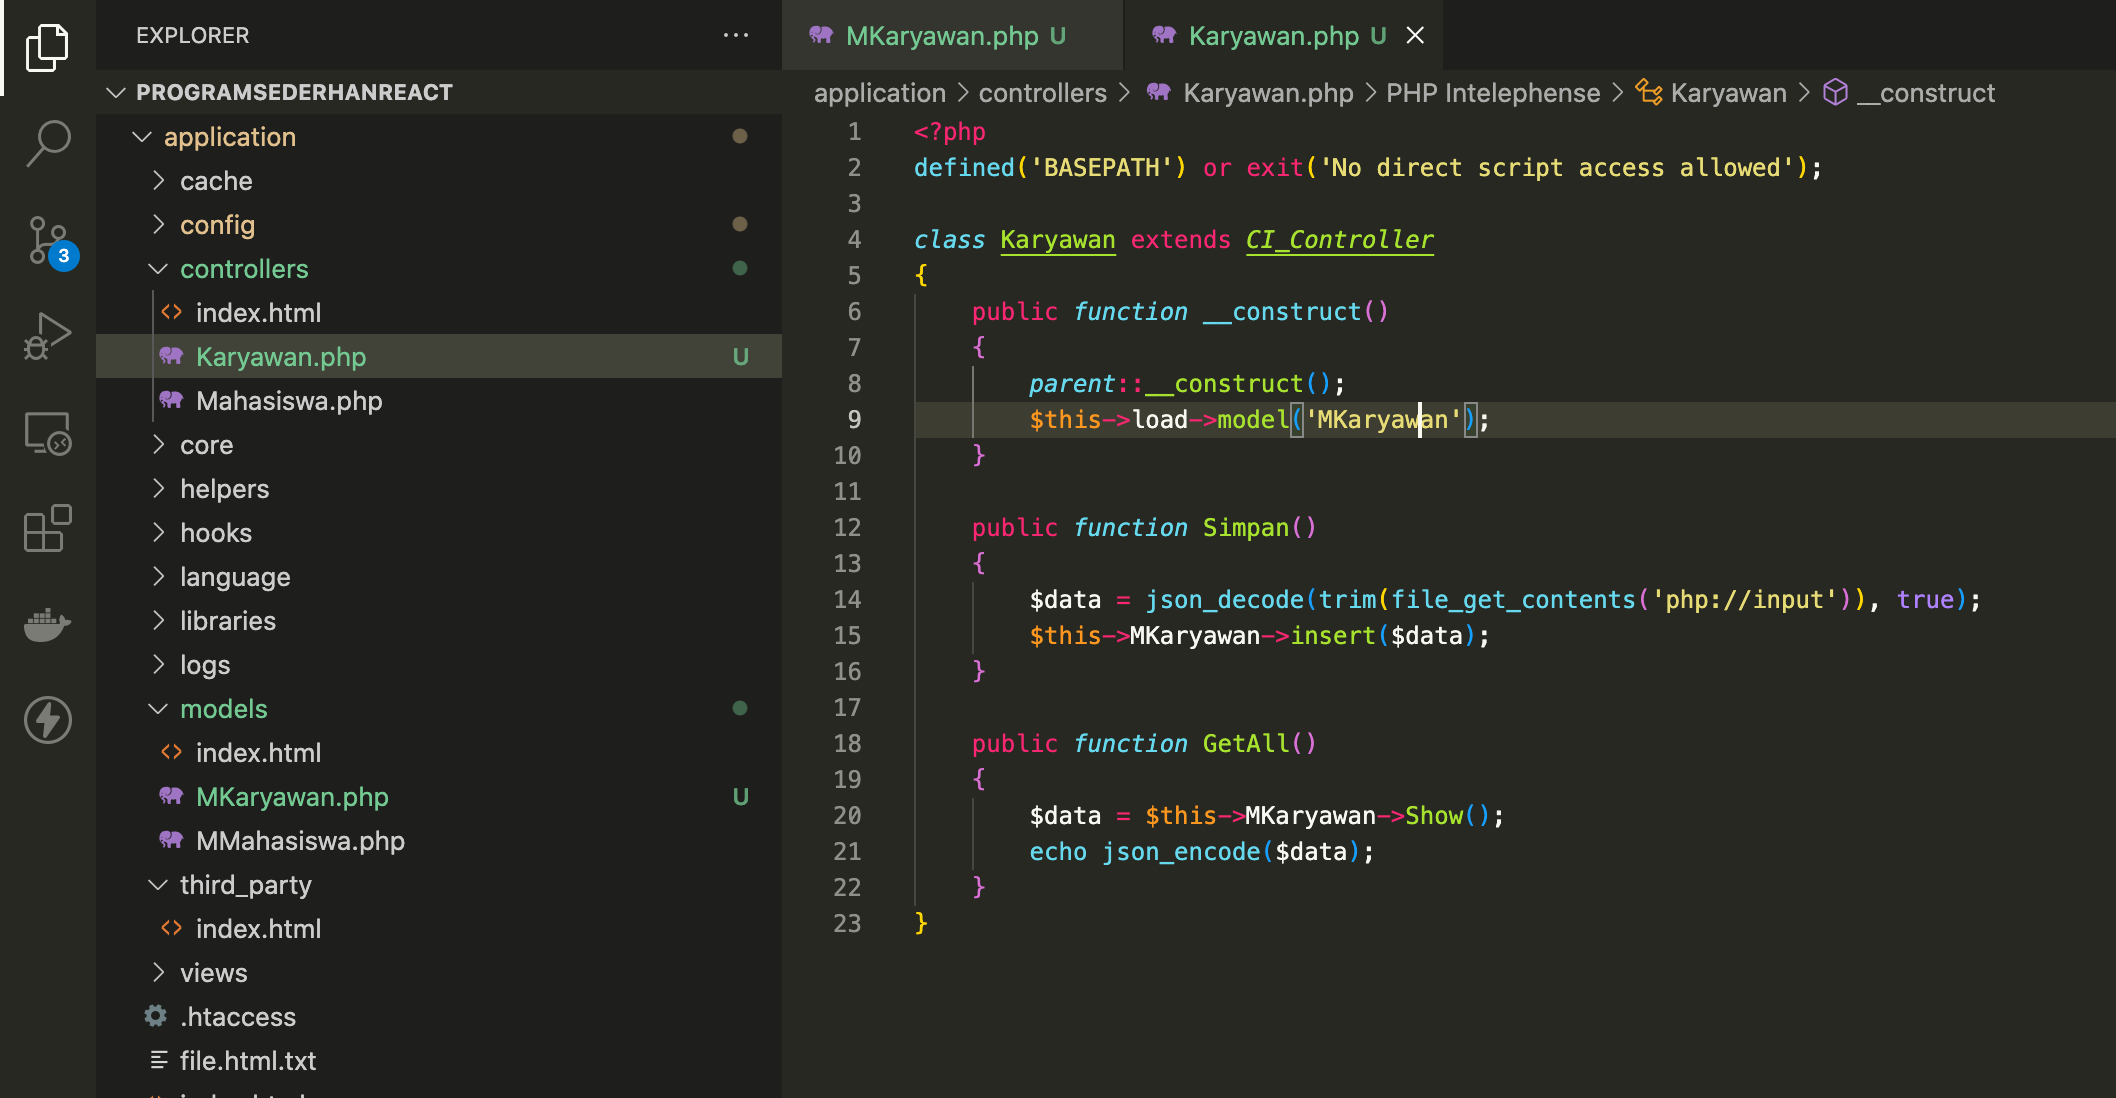 EXPLORER
PROGRAMSEDERHANREACT
application
cache
config
controllers
index.html
Karyawan.php U
Mahasiswa.php
core
helpers
hooks
language
libraries
logs
models
index.html
MKaryawan.php U
MMahasiswa.php
third_party
index.html
views
.htaccess
file.html.txt
3
MKaryawan.php U
Karyawan.php U
application > controllers > Karyawan.php > PHP Intelephense > Karyawan > __construct
1 <?php
2 defined('BASEPATH') or exit('No direct script access allowed');
3
4 class Karyawan extends CI_Controller
5 {
6 public function __construct()
7 {
8 parent::__construct();
9 $this->load->model('MKaryawan');
10 }
11
12 public function Simpan()
13 {
14 $data = json_decode(trim(file_get_contents('php://input')), true);
15 $this->MKaryawan->insert($data);
16 }
17
18 public function GetAll()
19 {
20 $data = $this->MKaryawan->Show();
21 echo json_encode($data);
22 }
23 }